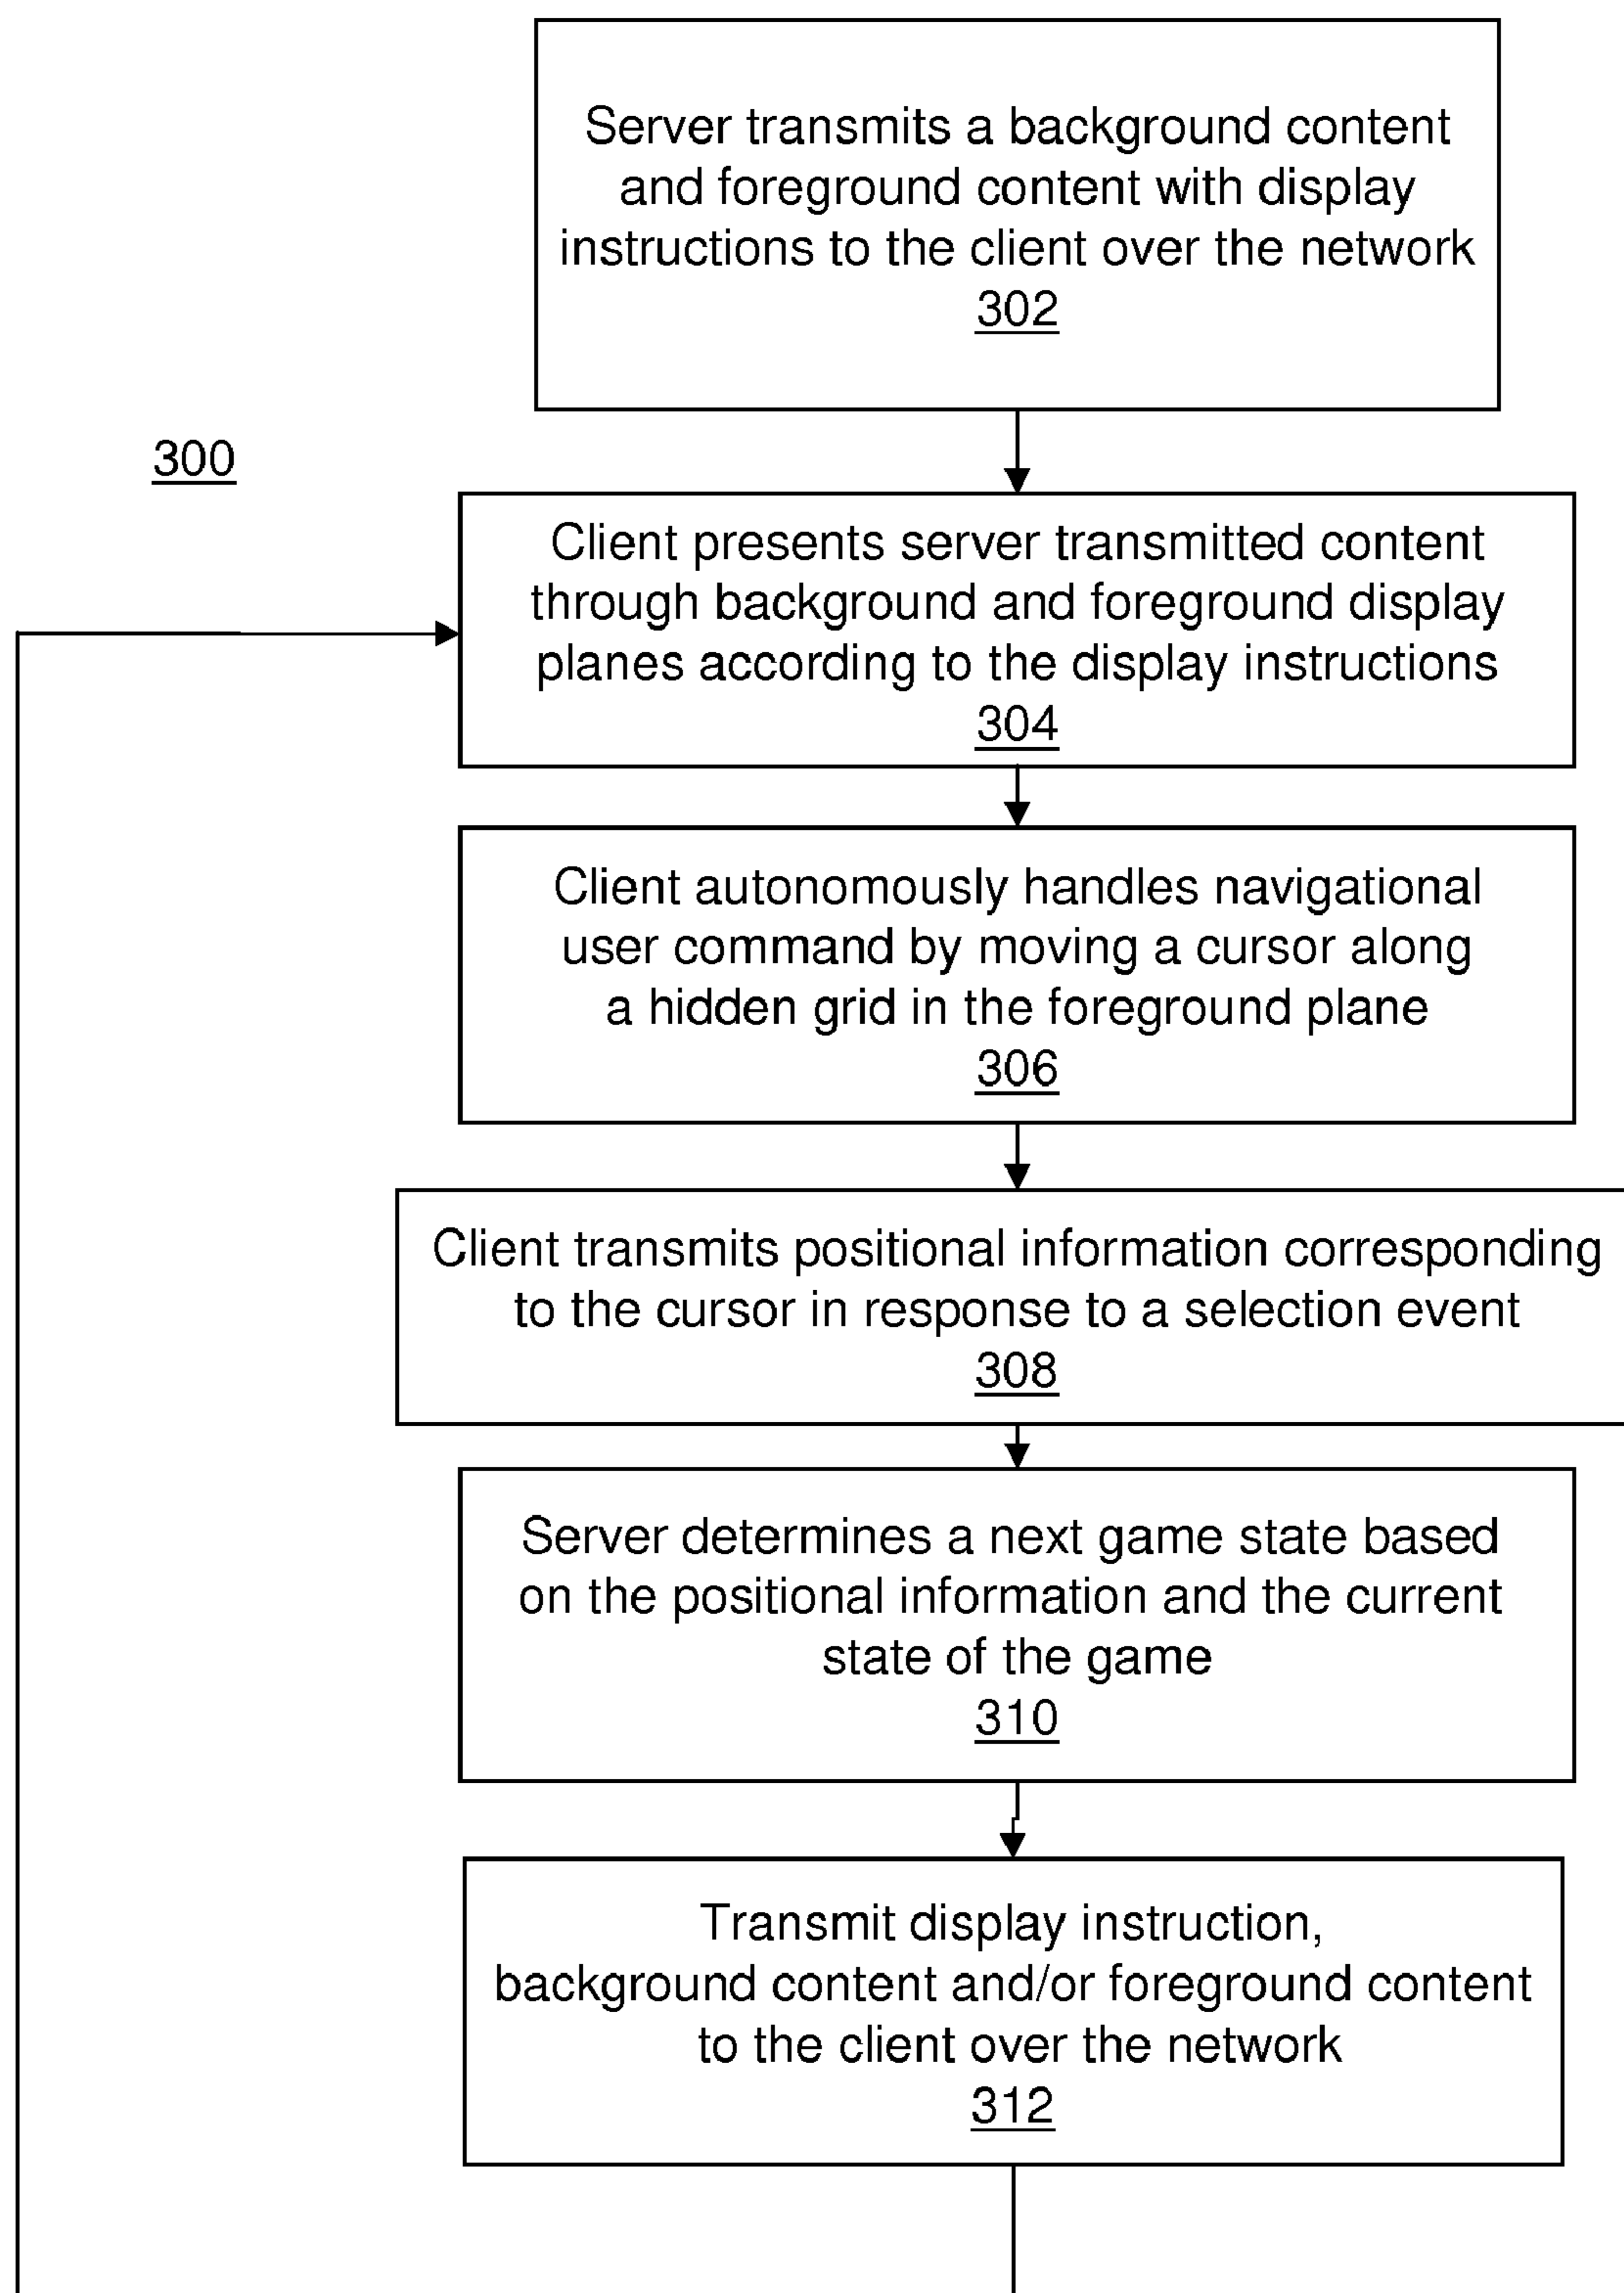 Server transmits a background content
and foreground content with display
instructions to the client over the network
302
300
Client presents server transmitted content
through background and foreground display
planes according to the display instructions
304
Client autonomously handles navigational
user command by moving a cursor along
a hidden grid in the foreground plane
306
Client transmits positional information corresponding
to the cursor in response to a selection event
308
Server determines a next game state based
on the positional information and the current
state of the game
310
Transmit display instruction,
background content and/or foreground content
to the client over the network
312